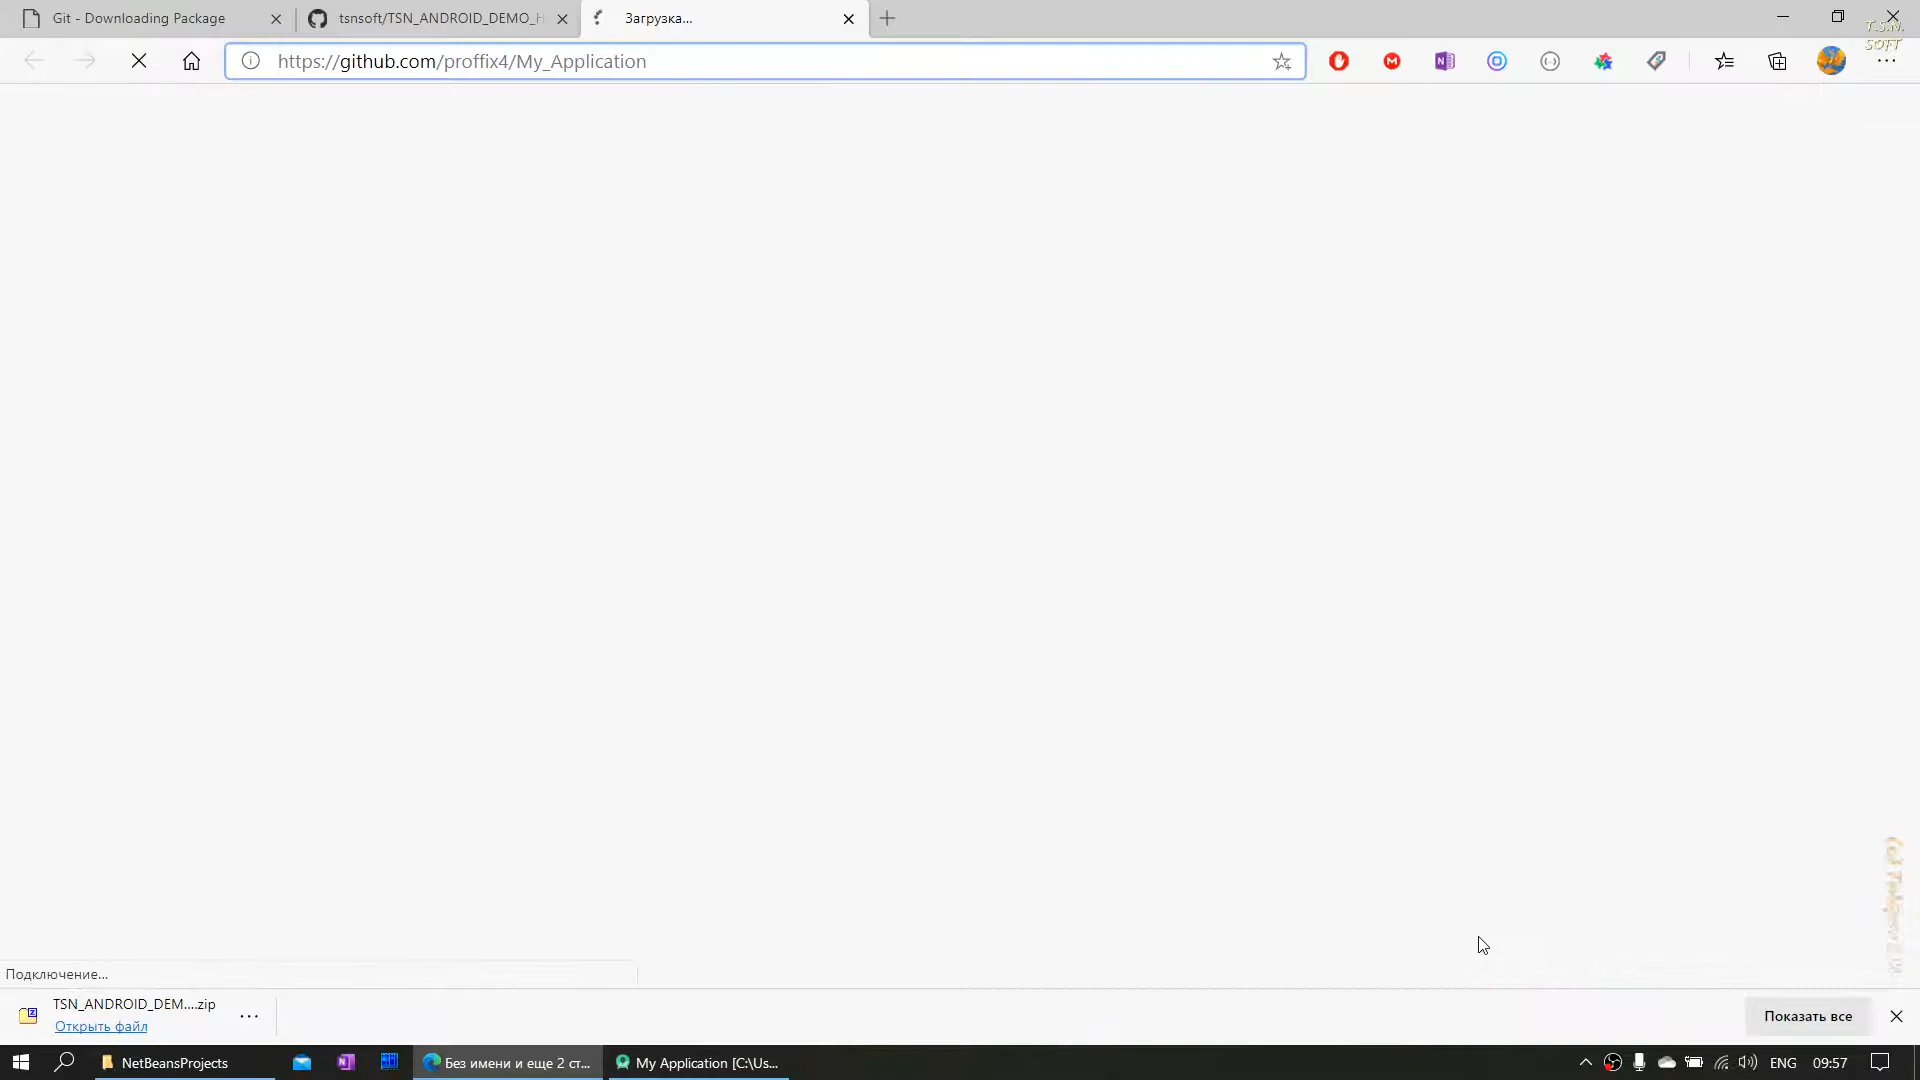 Git - Downloading Package
tsnsoft/TSN_ANDROID_DEMO_H
Загрузка...
T.S.N.
SOFT
https://github.com/proffix4/My_Application
Подключение...
TSN_ANDROID_DEM....zip
Открыть файл
Показать все
NetBeansProjects
Без имени и еще 2 ст...
My Application [C:\Us...
ENG
09:57